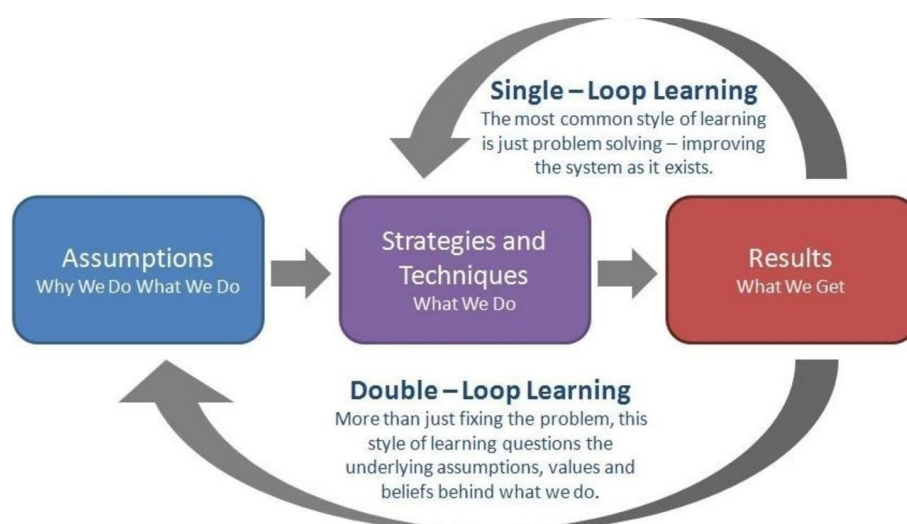 Single – Loop Learning
The most common style of learning
is just problem solving – improving
the system as it exists.
Assumptions
Why We Do What We Do
Strategies and
Techniques
What We Do
Results
What We Get
Double – Loop Learning
More than just fixing the problem, this
style of learning questions the
underlying assumptions, values and
beliefs behind what we do.